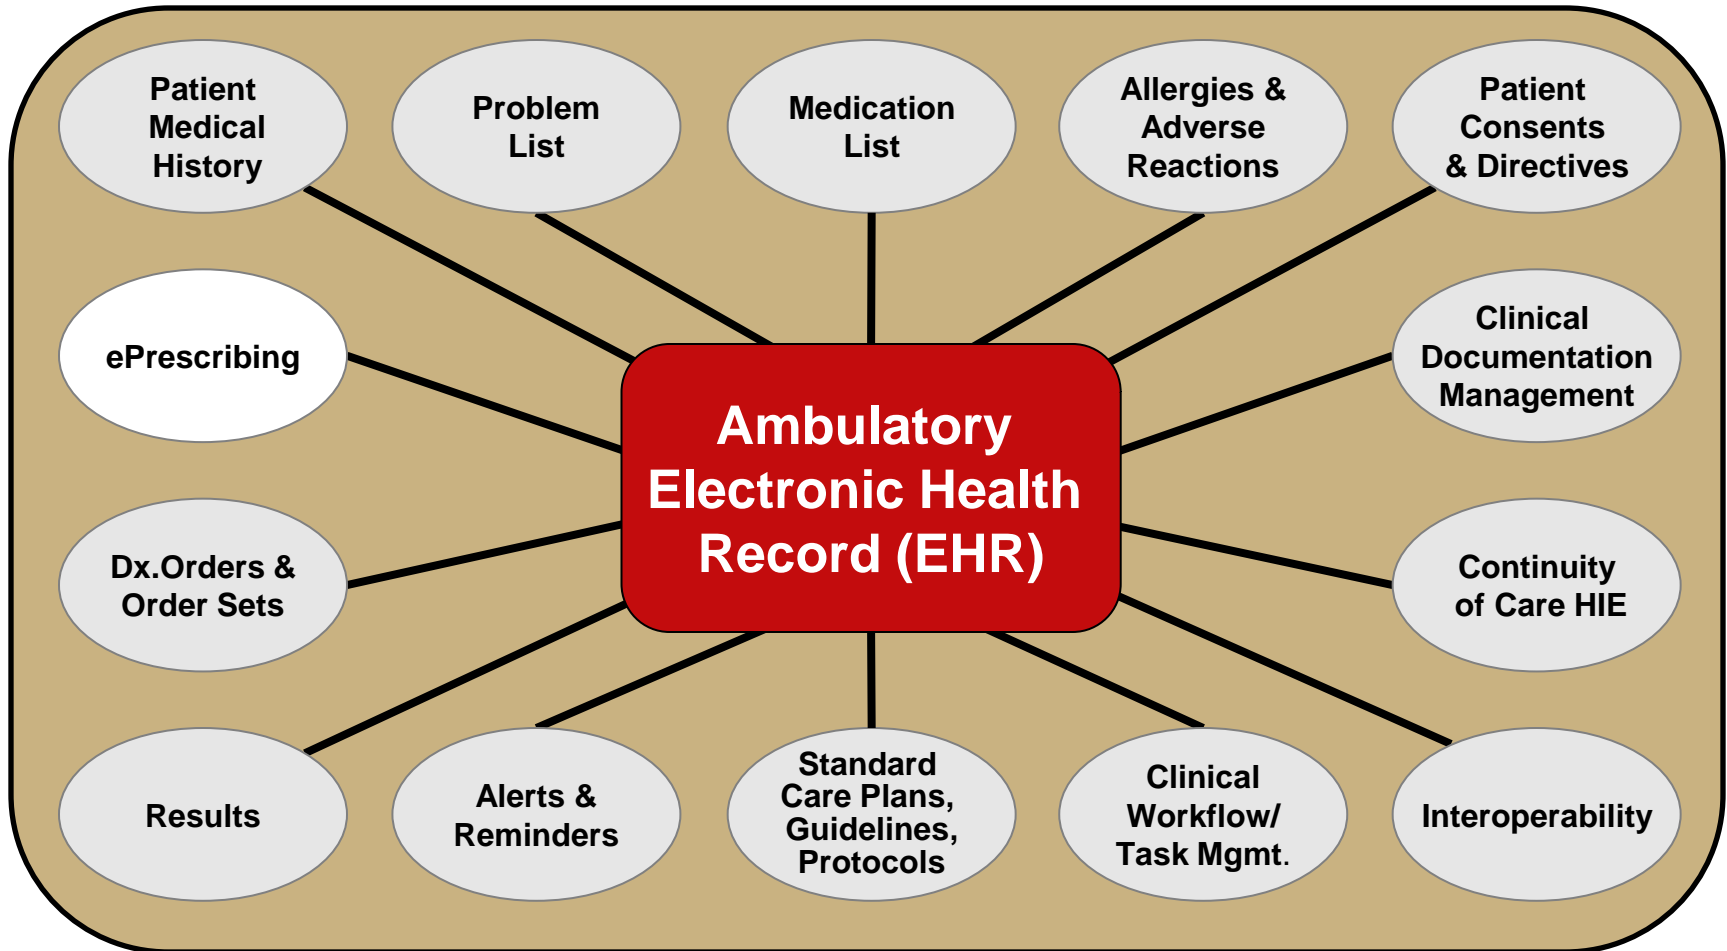 Patient
Medical
History
Problem
List
Medication
List
Allergies &
Adverse
Reactions
Patient
Consents
& Directives
ePrescribing
Clinical
Documentation
Management
Ambulatory
Electronic Health
Record (EHR)
Dx.Orders &
Order Sets
Continuity
of Care HIE
Results
Alerts &
Reminders
Standard
Care Plans,
Guidelines,
Protocols
Clinical
Workflow/
Task Mgmt.
Interoperability